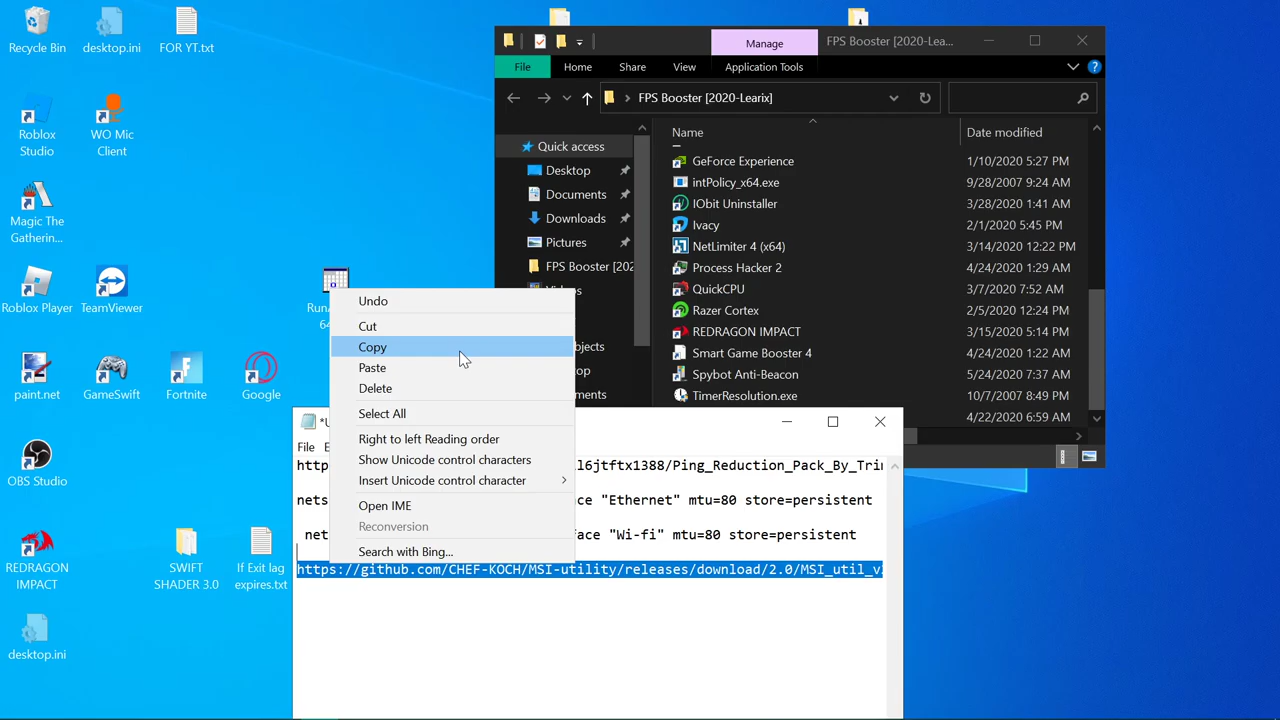 Recycle Bin
desktop.ini
FOR YT.txt
Roblox
Studio
WO Mic
Client
Magic The
Gatherin...
Roblox Player
TeamViewer
paint.net
GameSwift
Fortnite
Google
OBS Studio
REDRAGON
IMPACT
SWIFT
SHADER 3.0
If Exit lag
expires.txt
desktop.ini
64
Manage
FPS Booster [2020-Lea...
File
Home
Share
View
Application Tools
FPS Booster [2020-Learix]
Quick access
Desktop
Documents
Downloads
Pictures
FPS Booster [202
Name
Date modified
GeForce Experience
1/10/2020 5:27 PM
intPolicy_x64.exe
9/28/2007 9:24 AM
IObit Uninstaller
3/28/2020 1:41 AM
Ivacy
2/1/2020 5:45 PM
NetLimiter 4 (x64)
3/14/2020 12:22 PM
Process Hacker 2
4/24/2020 1:29 AM
QuickCPU
3/7/2020 7:52 AM
Razer Cortex
2/5/2020 12:24 PM
REDRAGON IMPACT
3/15/2020 5:14 PM
Smart Game Booster 4
4/24/2020 1:22 AM
Spybot Anti-Beacon
5/24/2020 7:37 AM
TimerResolution.exe
10/7/2007 8:49 PM
4/22/2020 6:59 AM
Undo
Cut
Copy
Paste
Delete
Select All
Right to left Reading order
Show Unicode control characters
Insert Unicode control character
Open IME
Reconversion
Search with Bing...
File
http l6jtftx1388/Ping_Reduction_Pack_By_Tri
nets face "Ethernet" mtu=80 store=persistent
net face "Wi-fi" mtu=80 store=persistent
https://github.com/CHEF-KOCH/MSI-utility/releases/download/2.0/MSI_util_v